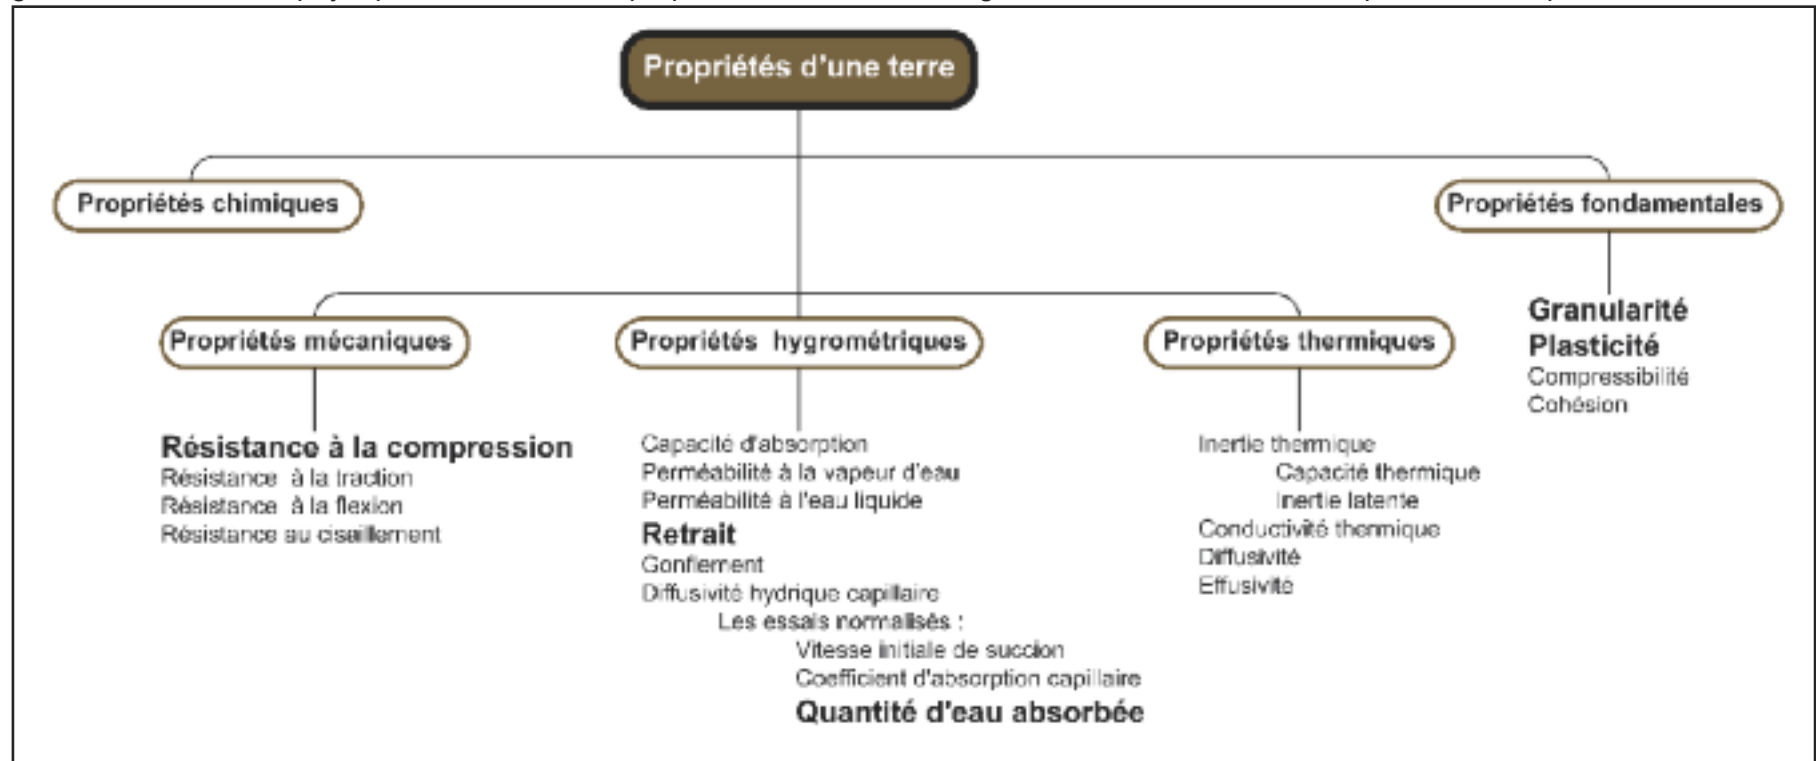 Propriétés d'une terre
Propriétés chimiques
Propriétés fondamentales
Granularité
Plasticité
Compressibilité
Cohésion
Propriétés mécaniques
Résistance à la compression
Résistance à la traction
Résistance à la flexion
Résistance au cisaillement
Propriétés hygrométriques
Capacité d'absorption
Perméabilité à la vapeur d'eau
Perméabilité à l'eau liquide
Retrait
Gonflement
Diffusivité hydrique capillaire
Les essais normalisés :
Vitesse initiale de succion
Coefficient d'absorption capillaire
Quantité d'eau absorbée
Propriétés thermiques
Inertie thermique
Capacité thermique
Inertie latente
Conductivité thermique
Diffusivité
Effusivité